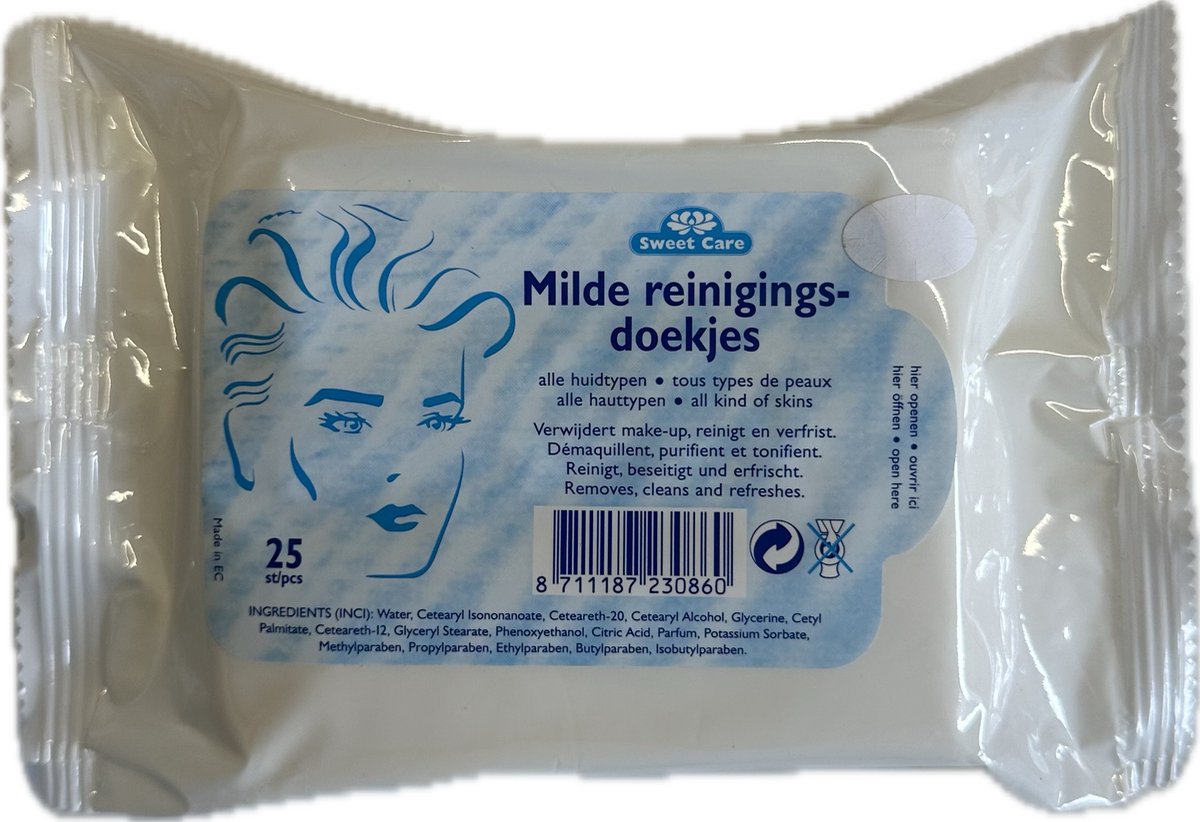 Sweet Care
Milde reinigings-
doekjes
alle huidtypen • tous types de peaux
alle hauttypen • all kind of skins
Verwijdert make-up, reinigt en verfrist.
Démaquillent, purifient et tonifient.
Reinigt, beseitigt und erfrischt.
Removes, cleans and refreshes.
hier openen • ouvrir ici
hier öffnen • open here
Made in EC
25
st/pcs
8 711187 230860
INGREDIENTS (INCI): Water, Cetearyl Isononanoate, Ceteareth-20, Cetearyl Alcohol, Glycerine, Cetyl
Palmitate, Ceteareth-12, Glyceryl Stearate, Phenoxyethanol, Citric Acid, Parfum, Potassium Sorbate,
Methylparaben, Propylparaben, Ethylparaben, Butylparaben, Isobutylparaben.